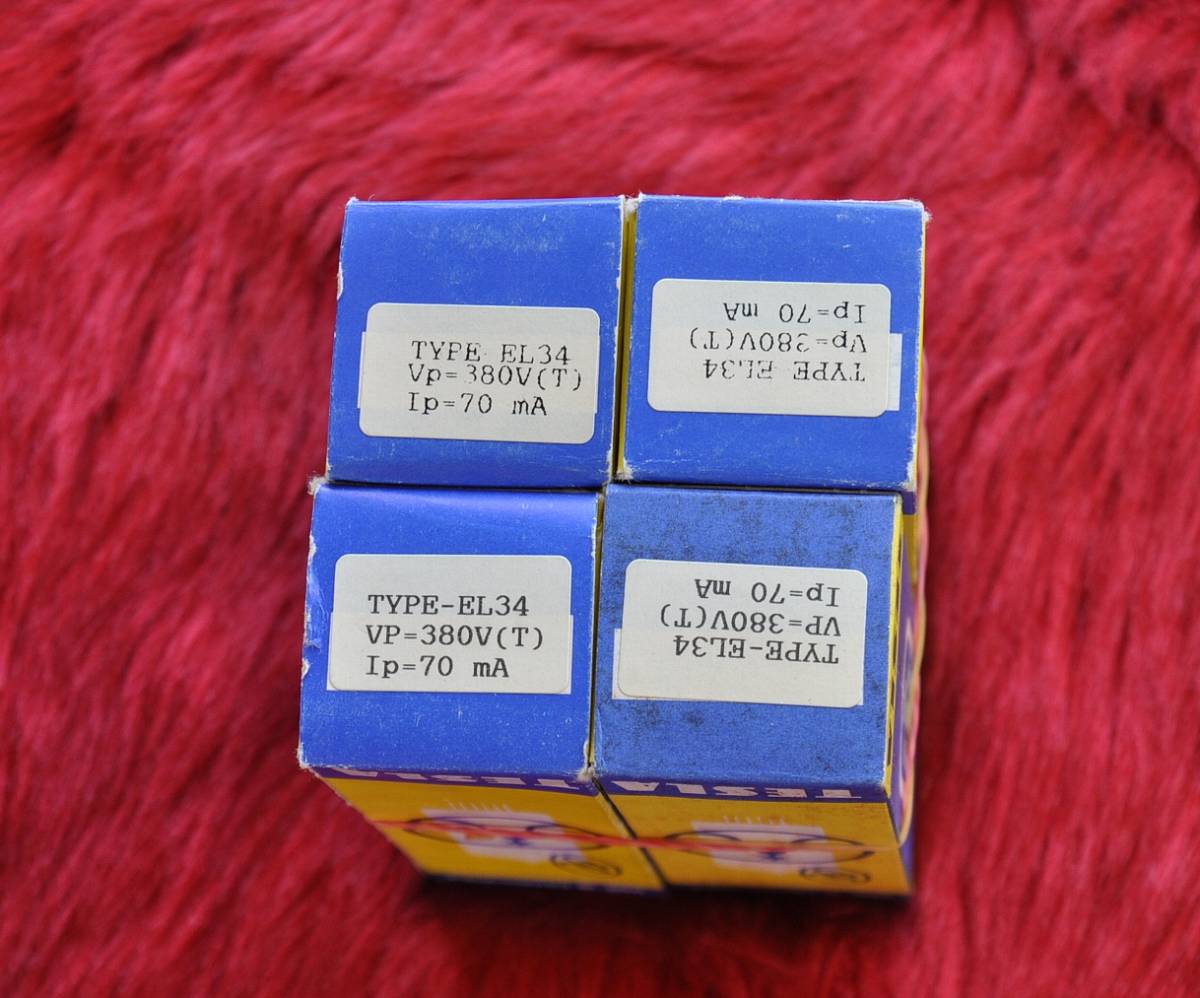 TYPE EL34
Vp=380V(T)
Ip=70 mA
TYPE EL34
Vp=380V(T)
Ip=70 mA
TYPE-EL34
VP=380V(T)
Ip=70 mA
TYPE-EL34
VP=380V(T)
Ip=70 mA
TESLA TESLA